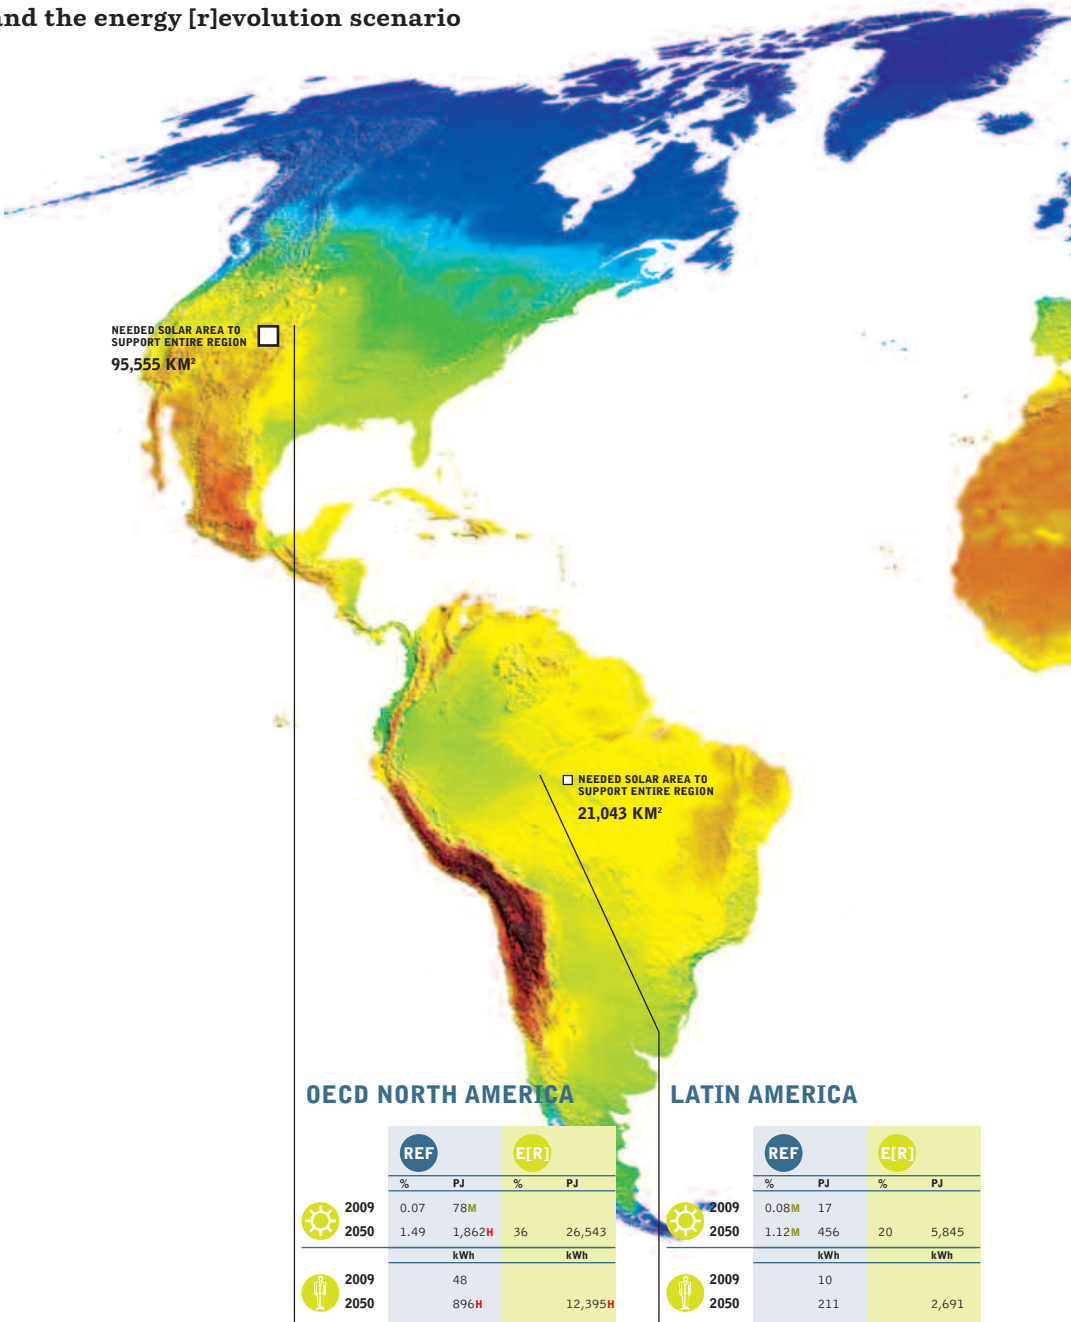 and the energy [r]evolution scenario
NEEDED SOLAR AREA TO
SUPPORT ENTIRE REGION
95,555 KM²
NEEDED SOLAR AREA TO
SUPPORT ENTIRE REGION
21,043 KM²
OECD NORTH AMERICA
REF E[R]
% PJ % PJ
2009 0.07 78M
2050 1.49 1,862H 36 26,543
kWh kWh
2009 48
2050 896H 12,395H
LATIN AMERICA
REF E[R]
% PJ % PJ
2009 0.08M 17
2050 1.12M 456 20 5,845
kWh kWh
2009 10
2050 211 2,691